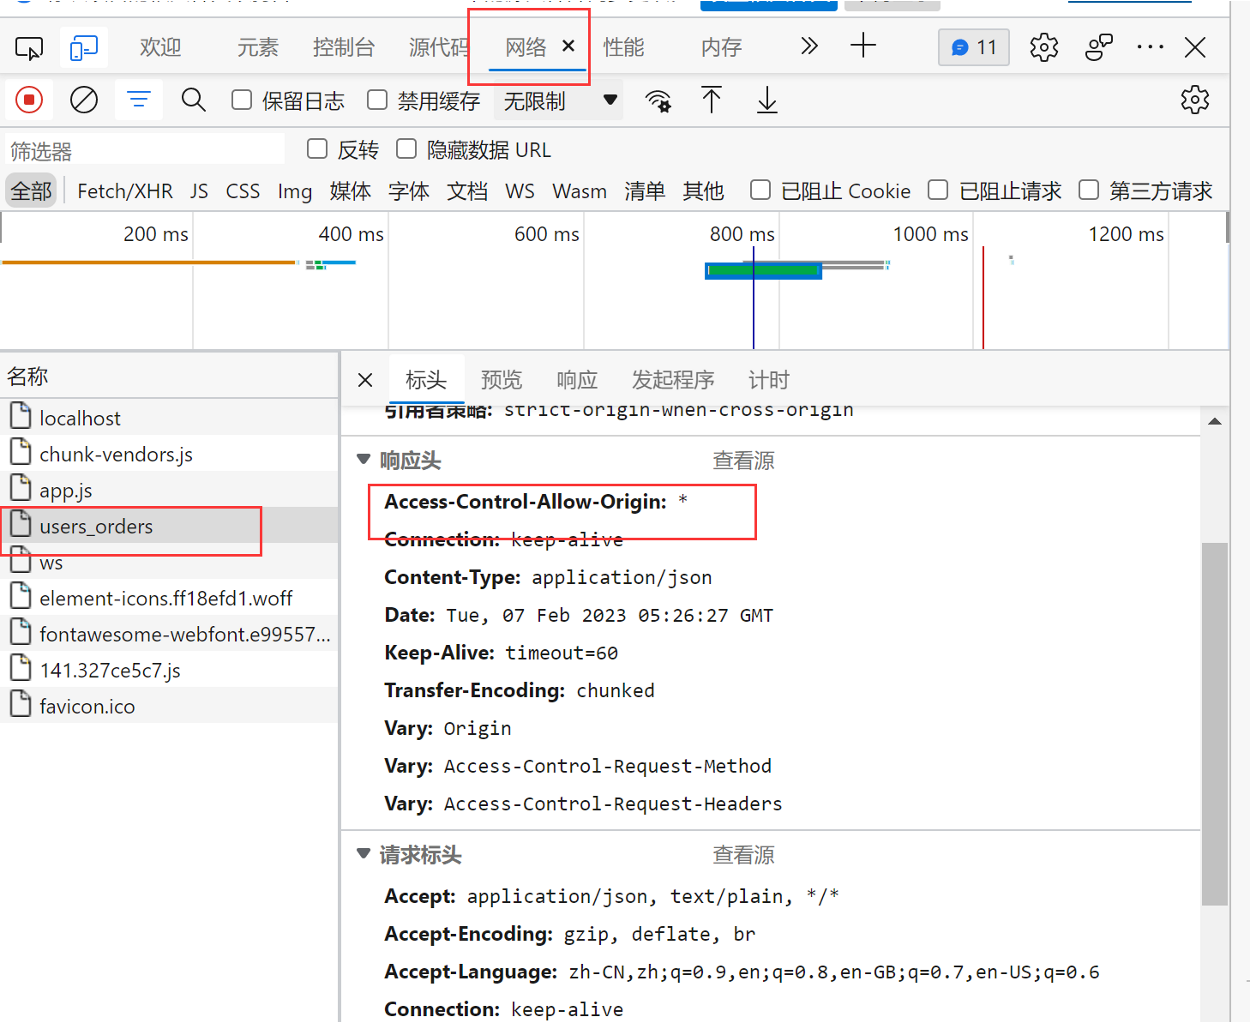 欢迎 元素 控制台 源代码 网络 × 性能 内存 11
保留日志 禁用缓存 无限制
筛选器 反转 隐藏数据 URL
全部 Fetch/XHR JS CSS Img 媒体 字体 文档 WS Wasm 清单 其他 已阻止 Cookie 已阻止请求 第三方请求
200 ms 400 ms 600 ms 800 ms 1000 ms 1200 ms
名称
localhost
chunk-vendors.js
app.js
users_orders
ws
element-icons.ff18efd1.woff
fontawesome-webfont.e99557...
141.327ce5c7.js
favicon.ico
标头 预览 响应 发起程序 计时
引用者策略: strict-origin-when-cross-origin
响应头 查看源
Access-Control-Allow-Origin: *
Connection: keep-alive
Content-Type: application/json
Date: Tue, 07 Feb 2023 05:26:27 GMT
Keep-Alive: timeout=60
Transfer-Encoding: chunked
Vary: Origin
Vary: Access-Control-Request-Method
Vary: Access-Control-Request-Headers
请求标头 查看源
Accept: application/json, text/plain, */*
Accept-Encoding: gzip, deflate, br
Accept-Language: zh-CN,zh;q=0.9,en;q=0.8,en-GB;q=0.7,en-US;q=0.6
Connection: keep-alive